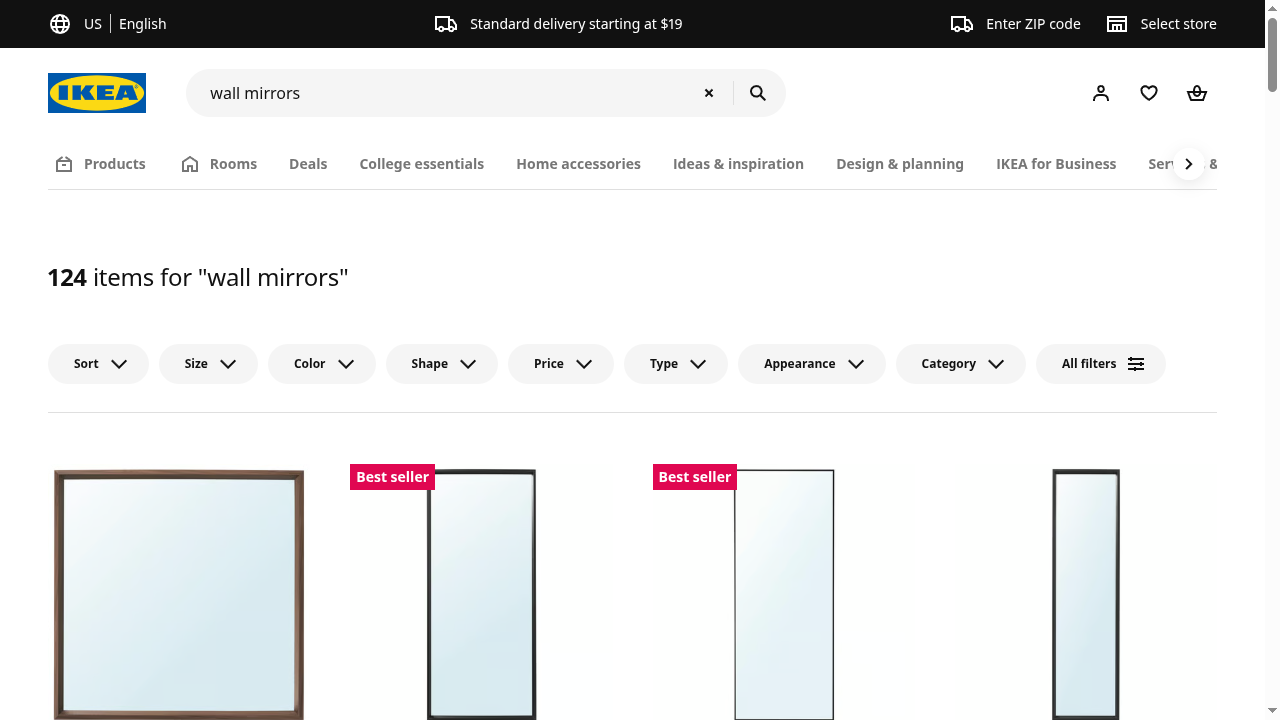 US English
Standard delivery starting at $19
Enter ZIP code
Select store
IKEA
wall mirrors
Products
Rooms
Deals
College essentials
Home accessories
Ideas & inspiration
Design & planning
IKEA for Business
124 items for "wall mirrors"
Sort
Size
Color
Shape
Price
Type
Appearance
Category
All filters
Best seller
Best seller